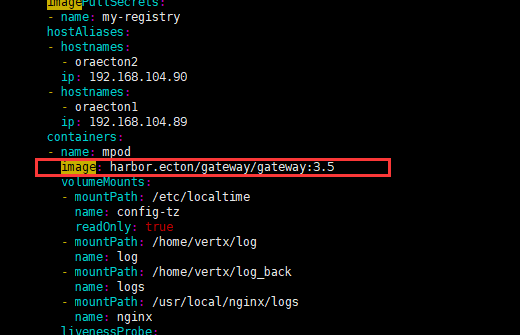 imagePullSecrets:
- name: my-registry
hostAliases:
- hostnames:
- oraecton2
ip: 192.168.104.90
- hostnames:
- oraecton1
ip: 192.168.104.89
containers:
- name: mpod
image: harbor.ecton/gateway/gateway:3.5
volumeMounts:
- mountPath: /etc/localtime
name: config-tz
readOnly: true
- mountPath: /home/vertx/log
name: log
- mountPath: /home/vertx/log_back
name: logs
- mountPath: /usr/local/nginx/logs
name: nginx
livenessProbe: